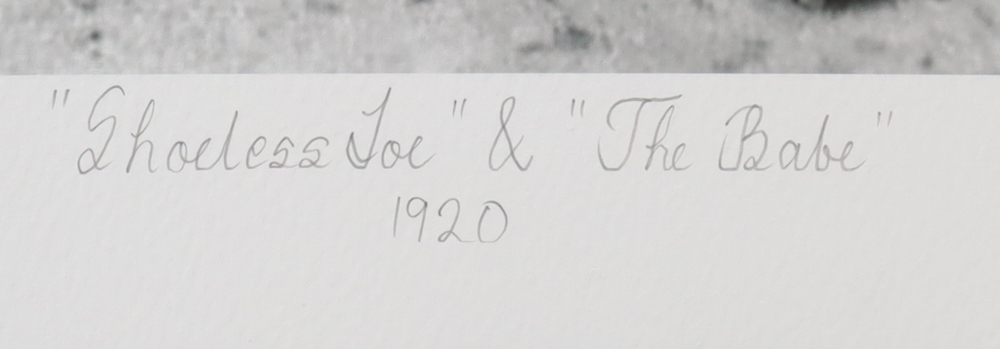 "Shoeless Joe" & "The Babe"
1920